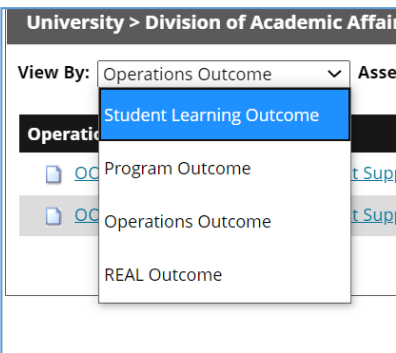 University > Division of Academic Affair
View By: Operations Outcome Asse
Student Learning Outcome
Operatio
OC t Supp
Program Outcome
OC t Supp
Operations Outcome
REAL Outcome